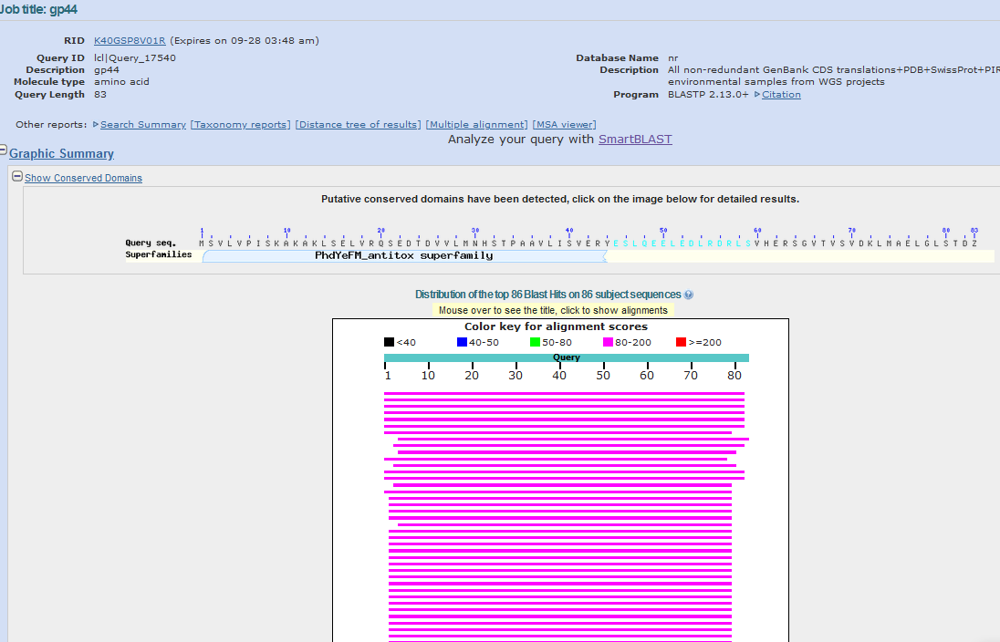 Job title: gp44
RID K40GSP8V01R (Expires on 09-28 03:48 am)
Query ID lcl|Query_17540 Database Name nr
Description gp44 Description All non-redundant GenBank CDS translations+PDB+SwissProt+PIR
Molecule type amino acid environmental samples from WGS projects
Query Length 83 Program BLASTP 2.13.0+ Citation
Other reports: Search Summary [Taxonomy reports] [Distance tree of results] [Multiple alignment] [MSA viewer]
Analyze your query with SmartBLAST
Graphic Summary
Show Conserved Domains
Putative conserved domains have been detected, click on the image below for detailed results.
1 10 20 30 40 50 60 70 80 83
Query seq. M S V L V P I S K A K A K L S E L V R Q S E D T D V V L M N H S T P A A V L I S V E R Y E S L Q E E L E D L R D R L S V H E R S G V T V S V D K L M A E L G L S T D Z
Superfamilies PhdYeFM_antitox superfamily
Distribution of the top 86 Blast Hits on 86 subject sequences
Mouse over to see the title, click to show alignments
Color key for alignment scores
<40 40-50 50-80 80-200 >=200
Query
1 10 20 30 40 50 60 70 80